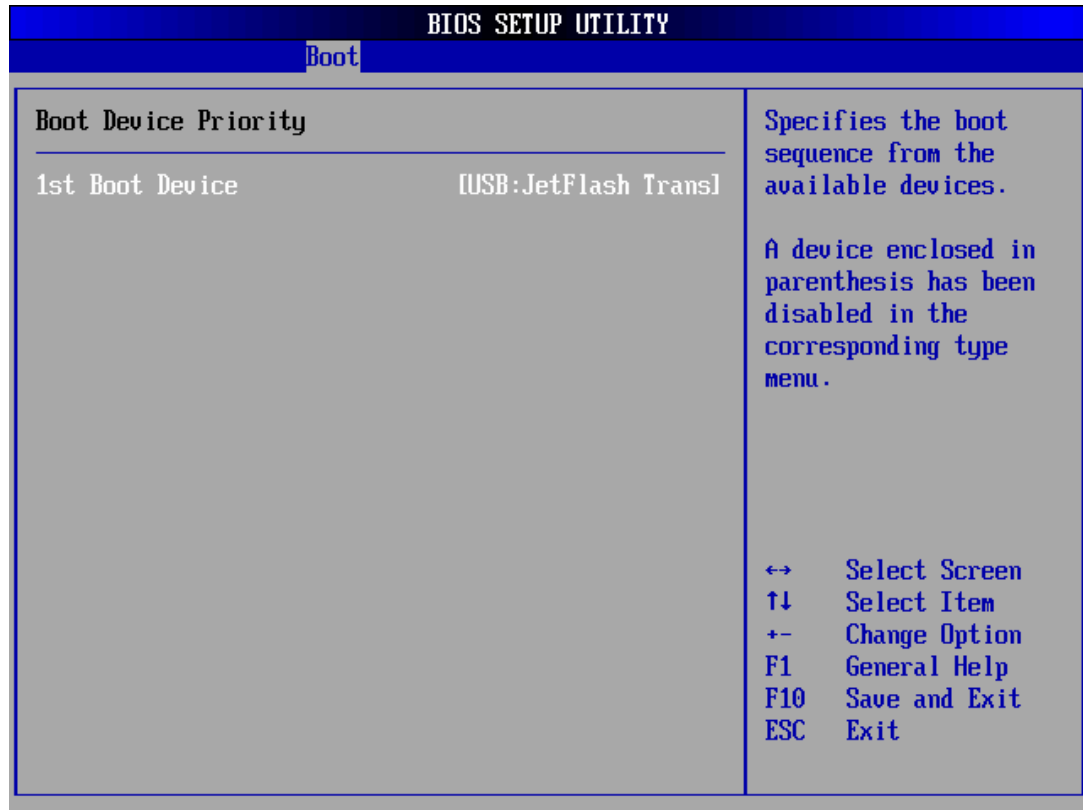 BIOS SETUP UTILITY
Boot
Boot Device Priority
1st Boot Device [USB:JetFlash Trans]
Specifies the boot
sequence from the
available devices.
A device enclosed in
parenthesis has been
disabled in the
corresponding type
menu.
←→ Select Screen
↑↓ Select Item
+- Change Option
F1 General Help
F10 Save and Exit
ESC Exit